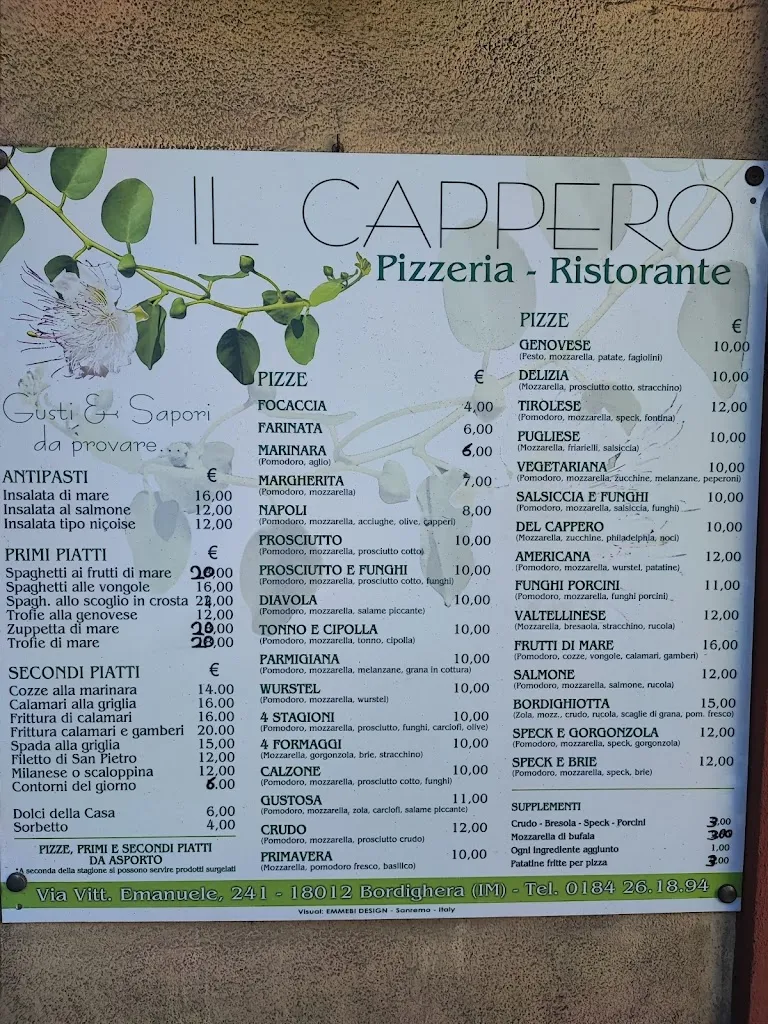 IL CAPPERO
Pizzeria - Ristorante
Gusti & Sapori
da provare....
ANTIPASTI €
Insalata di mare 16,00
Insalata al salmone 12,00
Insalata tipo niçoise 12,00
PRIMI PIATTI €
Spaghetti ai frutti di mare 20,00
Spaghetti alle vongole 16,00
Spagh. allo scoglio in crosta 22,00
Trofie alla genovese 12,00
Zuppetta di mare 20,00
Trofie di mare 20,00
SECONDI PIATTI €
Cozze alla marinara 14.00
Calamari alla griglia 16.00
Frittura di calamari 16.00
Frittura calamari e gamberi 20.00
Spada alla griglia 15,00
Filetto di San Pietro 12,00
Milanese o scaloppina 12,00
Contorni del giorno 6.00
Dolci della Casa 6,00
Sorbetto 4,00
PIZZE, PRIMI E SECONDI PIATTI
DA ASPORTO
*A seconda della stagione si possono servire prodotti surgelati
PIZZE €
FOCACCIA 4,00
FARINATA 6,00
MARINARA 6,00
(Pomodoro, aglio)
MARGHERITA 7,00
(Pomodoro, mozzarella)
NAPOLI 8,00
(Pomodoro, mozzarella, acciughe, olive, capperi)
PROSCIUTTO 10,00
(Pomodoro, mozzarella, prosciutto cotto)
PROSCIUTTO E FUNGHI 10,00
(Pomodoro, mozzarella, prosciutto cotto, funghi)
DIAVOLA 10,00
(Pomodoro, mozzarella, salame piccante)
TONNO E CIPOLLA 10,00
(Pomodoro, mozzarella, tonno, cipolla)
PARMIGIANA 10,00
(Pomodoro, mozzarella, melanzane, grana in cottura)
WURSTEL 10,00
(Pomodoro, mozzarella, wurstel)
4 STAGIONI 10,00
(Pomodoro, mozzarella, prosciutto, funghi, carciofi, olive)
4 FORMAGGI 10,00
(Mozzarella, gorgonzola, brie, stracchino)
CALZONE 10,00
(Pomodoro, mozzarella, prosciutto cotto, funghi)
GUSTOSA 11,00
(Pomodoro, mozzarella, zola, carciofi, salame piccante)
CRUDO 12,00
(Pomodoro, mozzarella, prosciutto crudo)
PRIMAVERA 10,00
(Mozzarella, pomodoro fresco, basilico)
PIZZE €
GENOVESE 10,00
(Pesto, mozzarella, patate, fagiolini)
DELIZIA 10,00
(Mozzarella, prosciutto cotto, stracchino)
TIROLESE 12,00
(Pomodoro, mozzarella, speck, fontina)
PUGLIESE 10,00
(Mozzarella, friarielli, salsiccia)
VEGETARIANA 10,00
(Pomodoro, mozzarella, zucchine, melanzane, peperoni)
SALSICCIA E FUNGHI 10,00
(Pomodoro, mozzarella, salsiccia, funghi)
DEL CAPPERO 10,00
(Mozzarella, zucchine, philadelphia, noci)
AMERICANA 12,00
(Pomodoro, mozzarella, wurstel, patatine)
FUNGHI PORCINI 11,00
(Pomodoro, mozzarella, funghi porcini)
VALTELLINESE 12,00
(Mozzarella, bresaola, stracchino, rucola)
FRUTTI DI MARE 16,00
(Pomodoro, cozze, vongole, calamari, gamberi)
SALMONE 12,00
(Pomodoro, mozzarella, salmone, rucola)
BORDIGHIOTTA 15,00
(Zola, mozz., crudo, rucola, scaglie di grana, pom. fresco)
SPECK E GORGONZOLA 12,00
(Pomodoro, mozzarella, speck, gorgonzola)
SPECK E BRIE 12,00
(Pomodoro, mozzarella, speck, brie)
SUPPLEMENTI
Crudo - Bresola - Speck - Porcini 3,00
Mozzarella di bufala 3,00
Ogni ingrediente aggiunto 1,00
Patatine fritte per pizza 3,00
Via Vitt. Emanuele, 241 - 18012 Bordighera (IM) - Tel. 0184 26.18.94
Visual: EMMEBI DESIGN - Sanremo - Italy